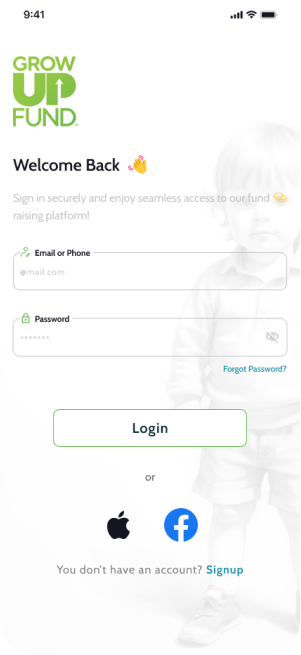 9:41
GROW
UP
FUND™
Welcome Back
Sign in securely and enjoy seamless access to our fund
raising platform!
Email or Phone
@mail.com
Password
Forgot Password?
Login
or
You don't have an account? Signup